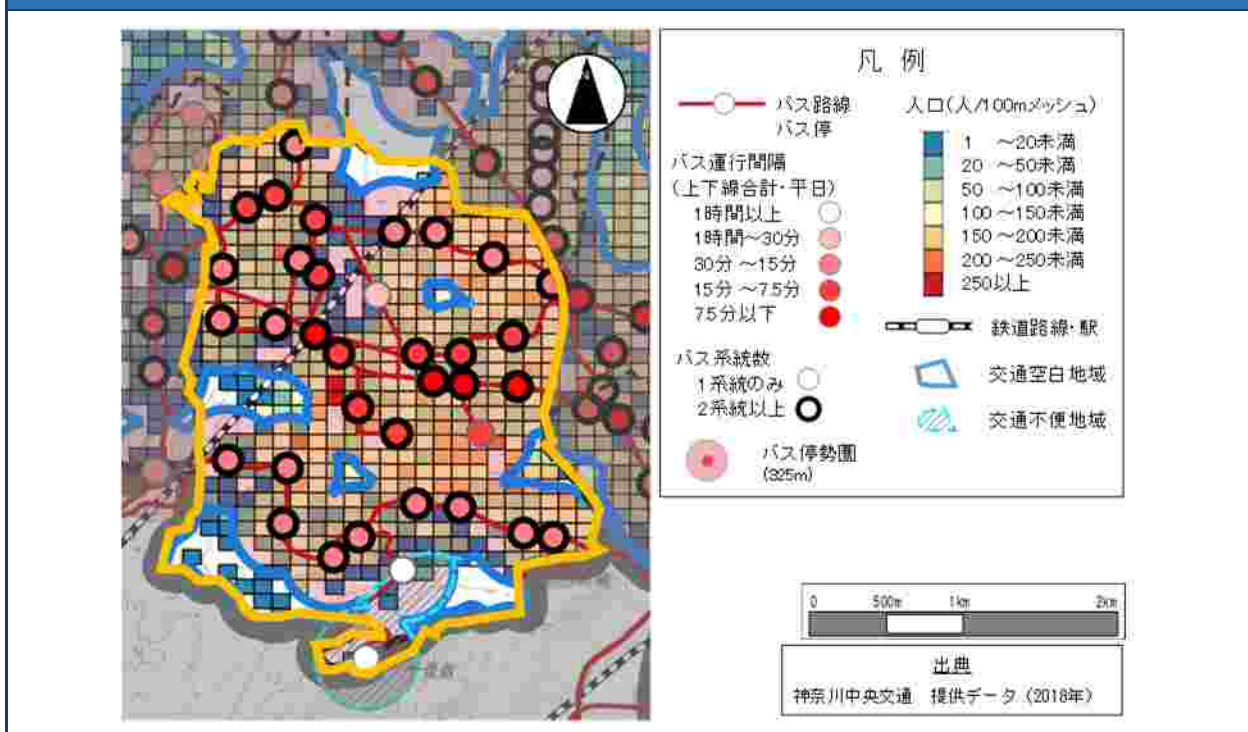 凡 例
バス路線
バス停
バス運行間隔
(上下線合計・平日)
1時間以上
1時間～30分
30分～15分
15分～7.5分
7.5分以下
バス系統数
1系統のみ
2系統以上
バス停勢圏
(325m)
人口(人/100mメッシュ)
1 ～20未満
20 ～50未満
50 ～100未満
100 ～150未満
150 ～200未満
200 ～250未満
250以上
鉄道路線・駅
交通空白地域
交通不便地域
0 500m 1km 2km
出典
神奈川中央交通 提供データ (2018年)